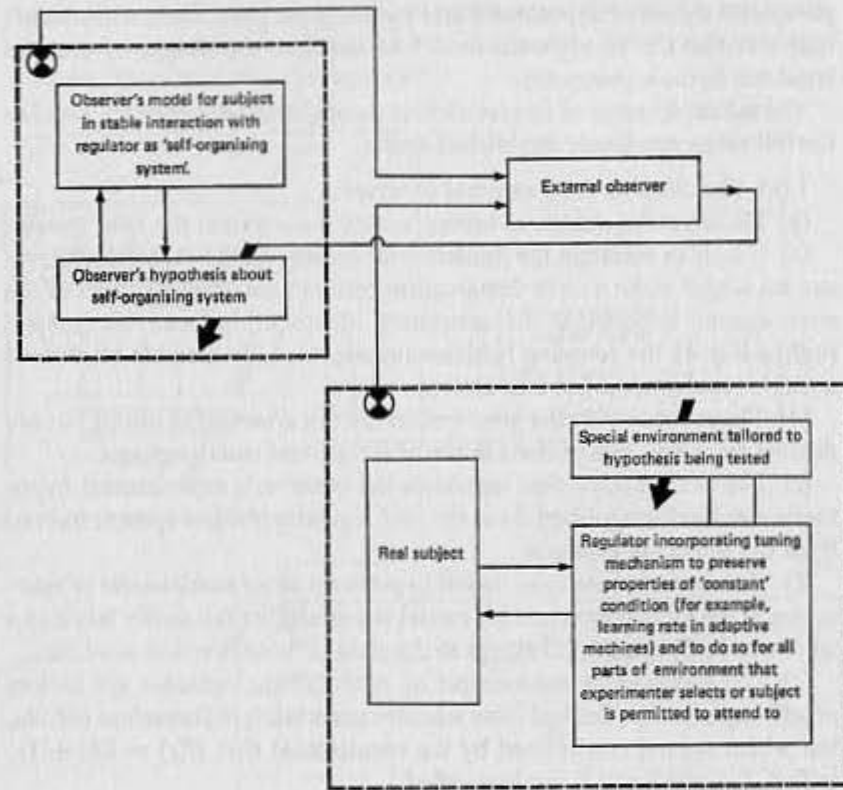 Observer's model for subject
in stable interaction with
regulator as 'self-organising
system'.
External observer
Observer's hypothesis about
self-organising system
Special environment tailored to
hypothesis being tested
Real subject
Regulator incorporating tuning
mechanism to preserve
properties of 'constant'
condition (for example,
learning rate in adaptive
machines) and to do so for all
parts of environment that
experimenter selects or subject
is permitted to attend to